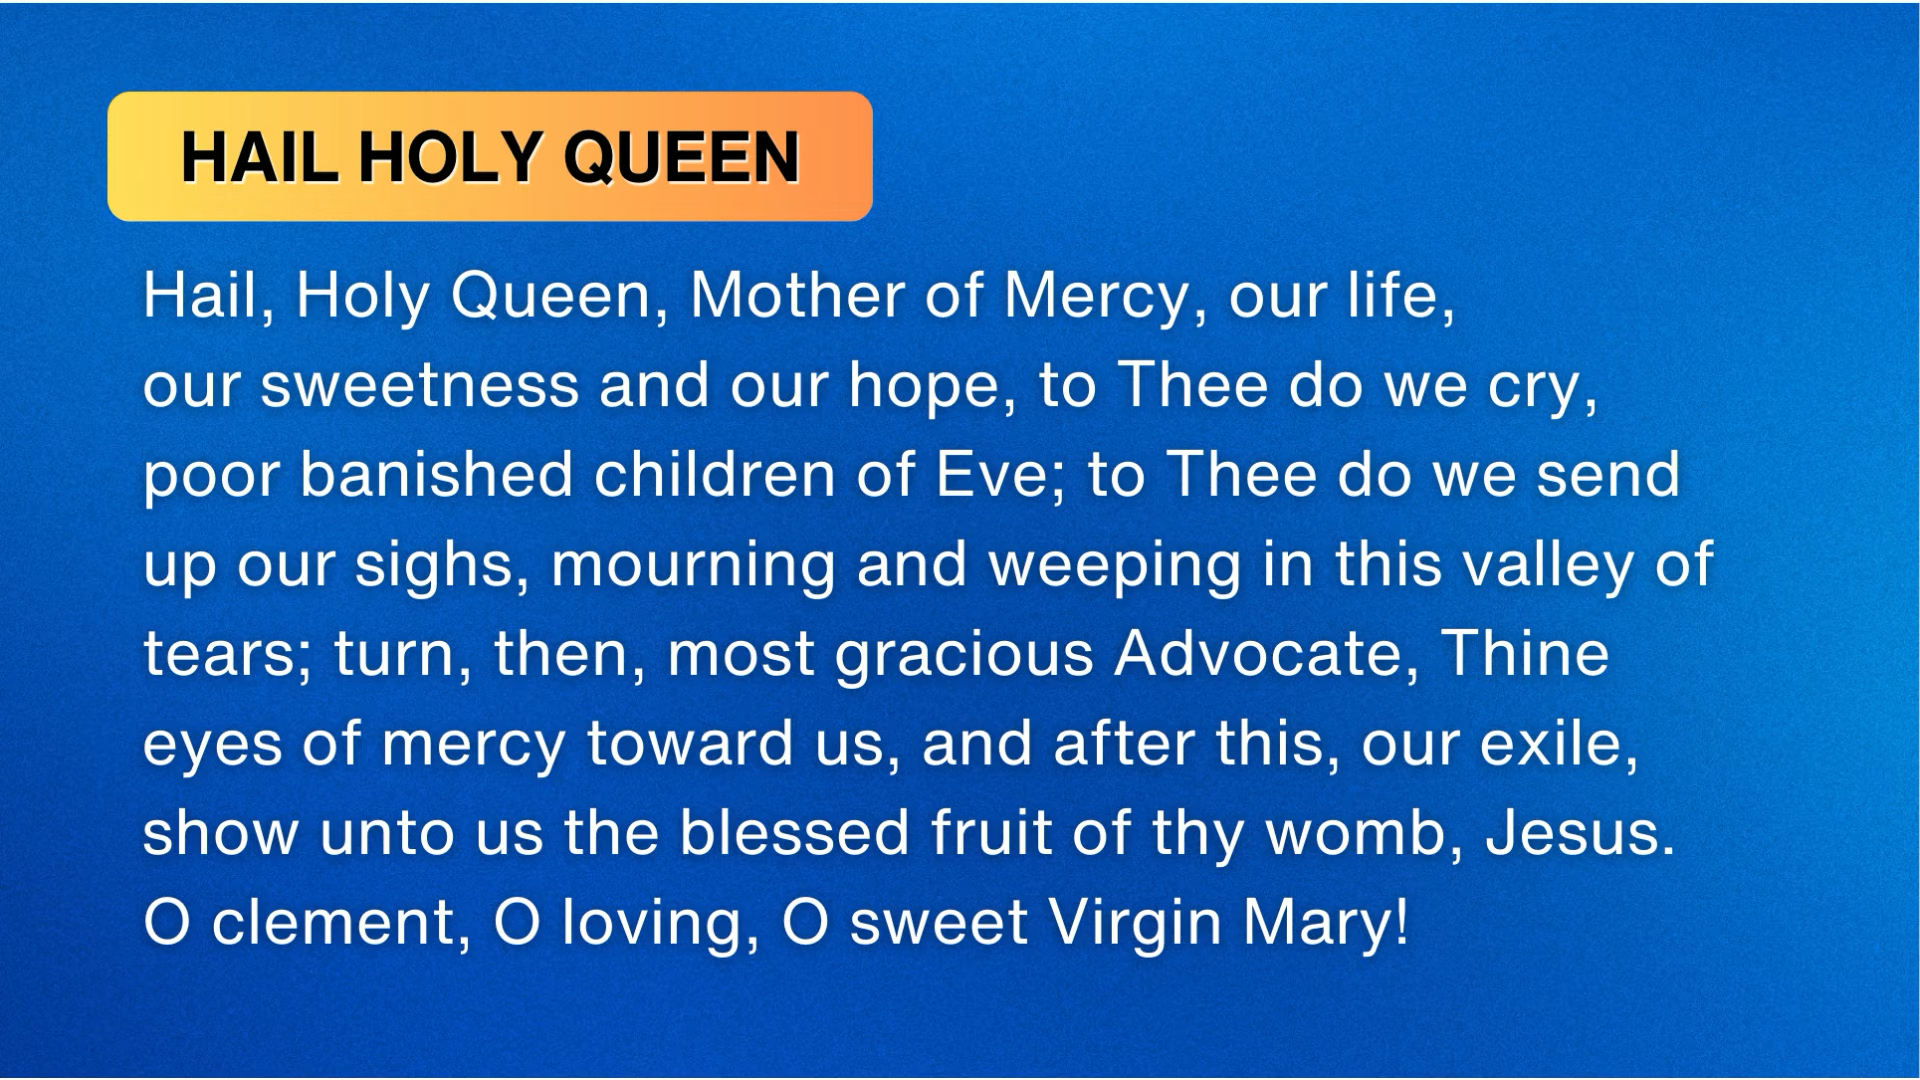 HAIL HOLY QUEEN
Hail, Holy Queen, Mother of Mercy, our life,
our sweetness and our hope, to Thee do we cry,
poor banished children of Eve; to Thee do we send
up our sighs, mourning and weeping in this valley of
tears; turn, then, most gracious Advocate, Thine
eyes of mercy toward us, and after this, our exile,
show unto us the blessed fruit of thy womb, Jesus.
O clement, O loving, O sweet Virgin Mary!